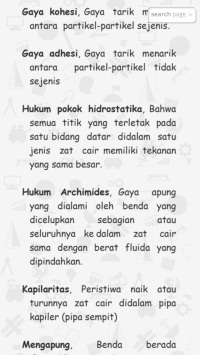 Gaya kohesi, Gaya tarik
search page >
antara partikel-partikel sejenis.
Gaya adhesi, Gaya tarik menarik
antara partikel-partikel tidak
sejenis
Hukum pokok hidrostatika, Bahwa
semua titik yang terletak pada
satu bidang datar didalam satu
jenis zat cair memiliki tekanan
yang sama besar.
Hukum Archimides, Gaya apung
yang dialami oleh benda yang
dicelupkan sebagian atau
seluruhnya ke dalam zat cair
sama dengan berat fluida yang
dipindahkan.
Kapilaritas, Peristiwa naik atau
turunnya zat cair didalam pipa
kapiler (pipa sempit)
Mengapung, Benda berada